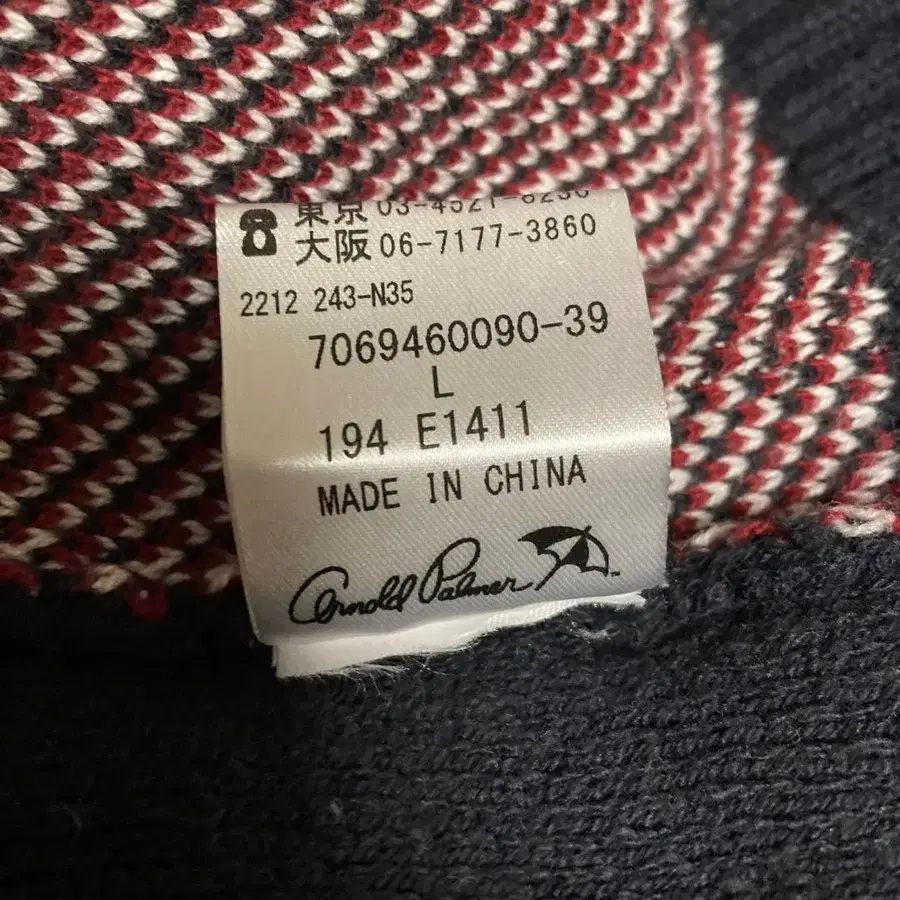 東京 03-4521-8230
☎ 大阪 06-7177-3860
2212 243-N35
7069460090-39
L
194 E1411
MADE IN CHINA
Arnold Palmer™